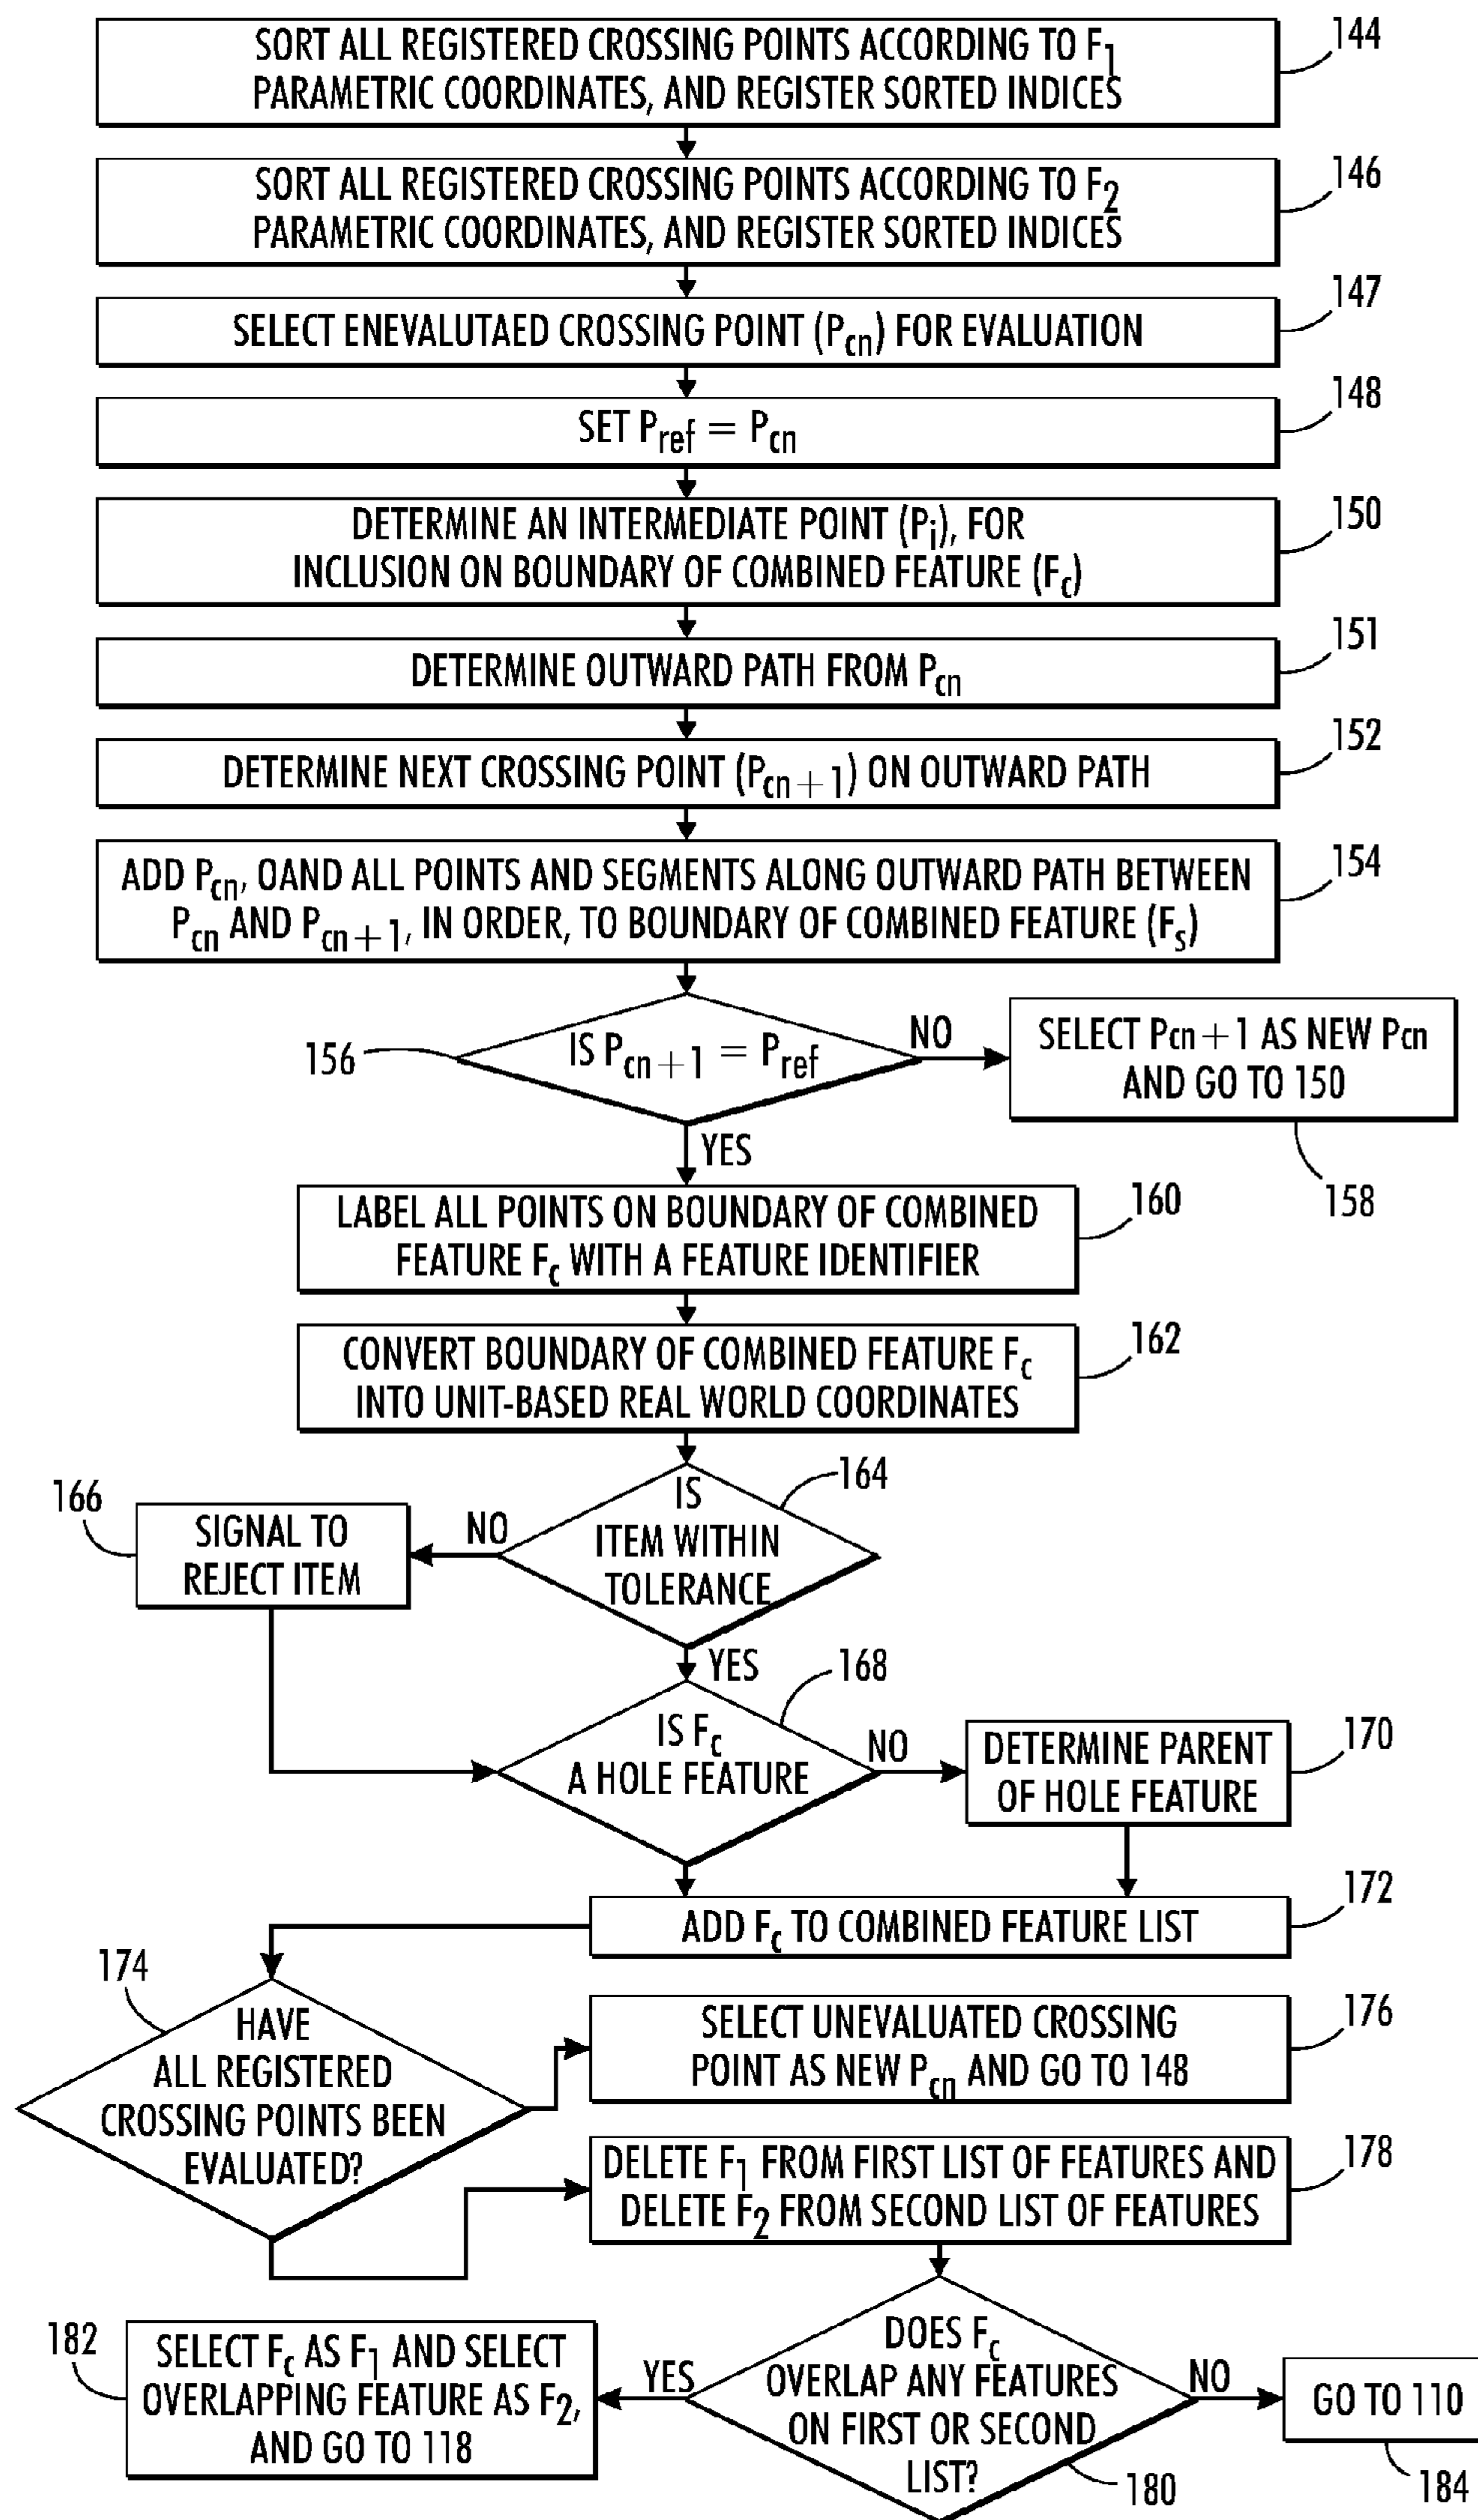 SORT ALL REGISTERED CROSSING POINTS ACCORDING TO F1
PARAMETRIC COORDINATES, AND REGISTER SORTED INDICES
144
SORT ALL REGISTERED CROSSING POINTS ACCORDING TO F2
PARAMETRIC COORDINATES, AND REGISTER SORTED INDICES
146
SELECT ENEVALUTAED CROSSING POINT (Pcn) FOR EVALUATION
147
SET Pref = Pcn
148
DETERMINE AN INTERMEDIATE POINT (Pi), FOR
INCLUSION ON BOUNDARY OF COMBINED FEATURE (Fc)
150
DETERMINE OUTWARD PATH FROM Pcn
151
DETERMINE NEXT CROSSING POINT (Pcn+1) ON OUTWARD PATH
152
ADD Pcn, OAND ALL POINTS AND SEGMENTS ALONG OUTWARD PATH BETWEEN
Pcn AND Pcn+1, IN ORDER, TO BOUNDARY OF COMBINED FEATURE (Fs)
154
IS Pcn+1 = Pref
156
NO
SELECT Pcn+1 AS NEW Pcn
AND GO TO 150
158
YES
LABEL ALL POINTS ON BOUNDARY OF COMBINED
FEATURE Fc WITH A FEATURE IDENTIFIER
160
CONVERT BOUNDARY OF COMBINED FEATURE Fc
INTO UNIT-BASED REAL WORLD COORDINATES
162
IS
ITEM WITHIN
TOLERANCE
164
NO
SIGNAL TO
REJECT ITEM
166
YES
IS Fc
A HOLE FEATURE
168
NO
DETERMINE PARENT
OF HOLE FEATURE
170
ADD Fc TO COMBINED FEATURE LIST
172
HAVE
ALL REGISTERED
CROSSING POINTS BEEN
EVALUATED?
174
SELECT UNEVALUATED CROSSING
POINT AS NEW Pcn AND GO TO 148
176
DELETE F1 FROM FIRST LIST OF FEATURES AND
DELETE F2 FROM SECOND LIST OF FEATURES
178
DOES Fc
OVERLAP ANY FEATURES
ON FIRST OR SECOND
LIST?
180
YES
SELECT Fc AS F1 AND SELECT
OVERLAPPING FEATURE AS F2,
AND GO TO 118
182
NO
GO TO 110
184